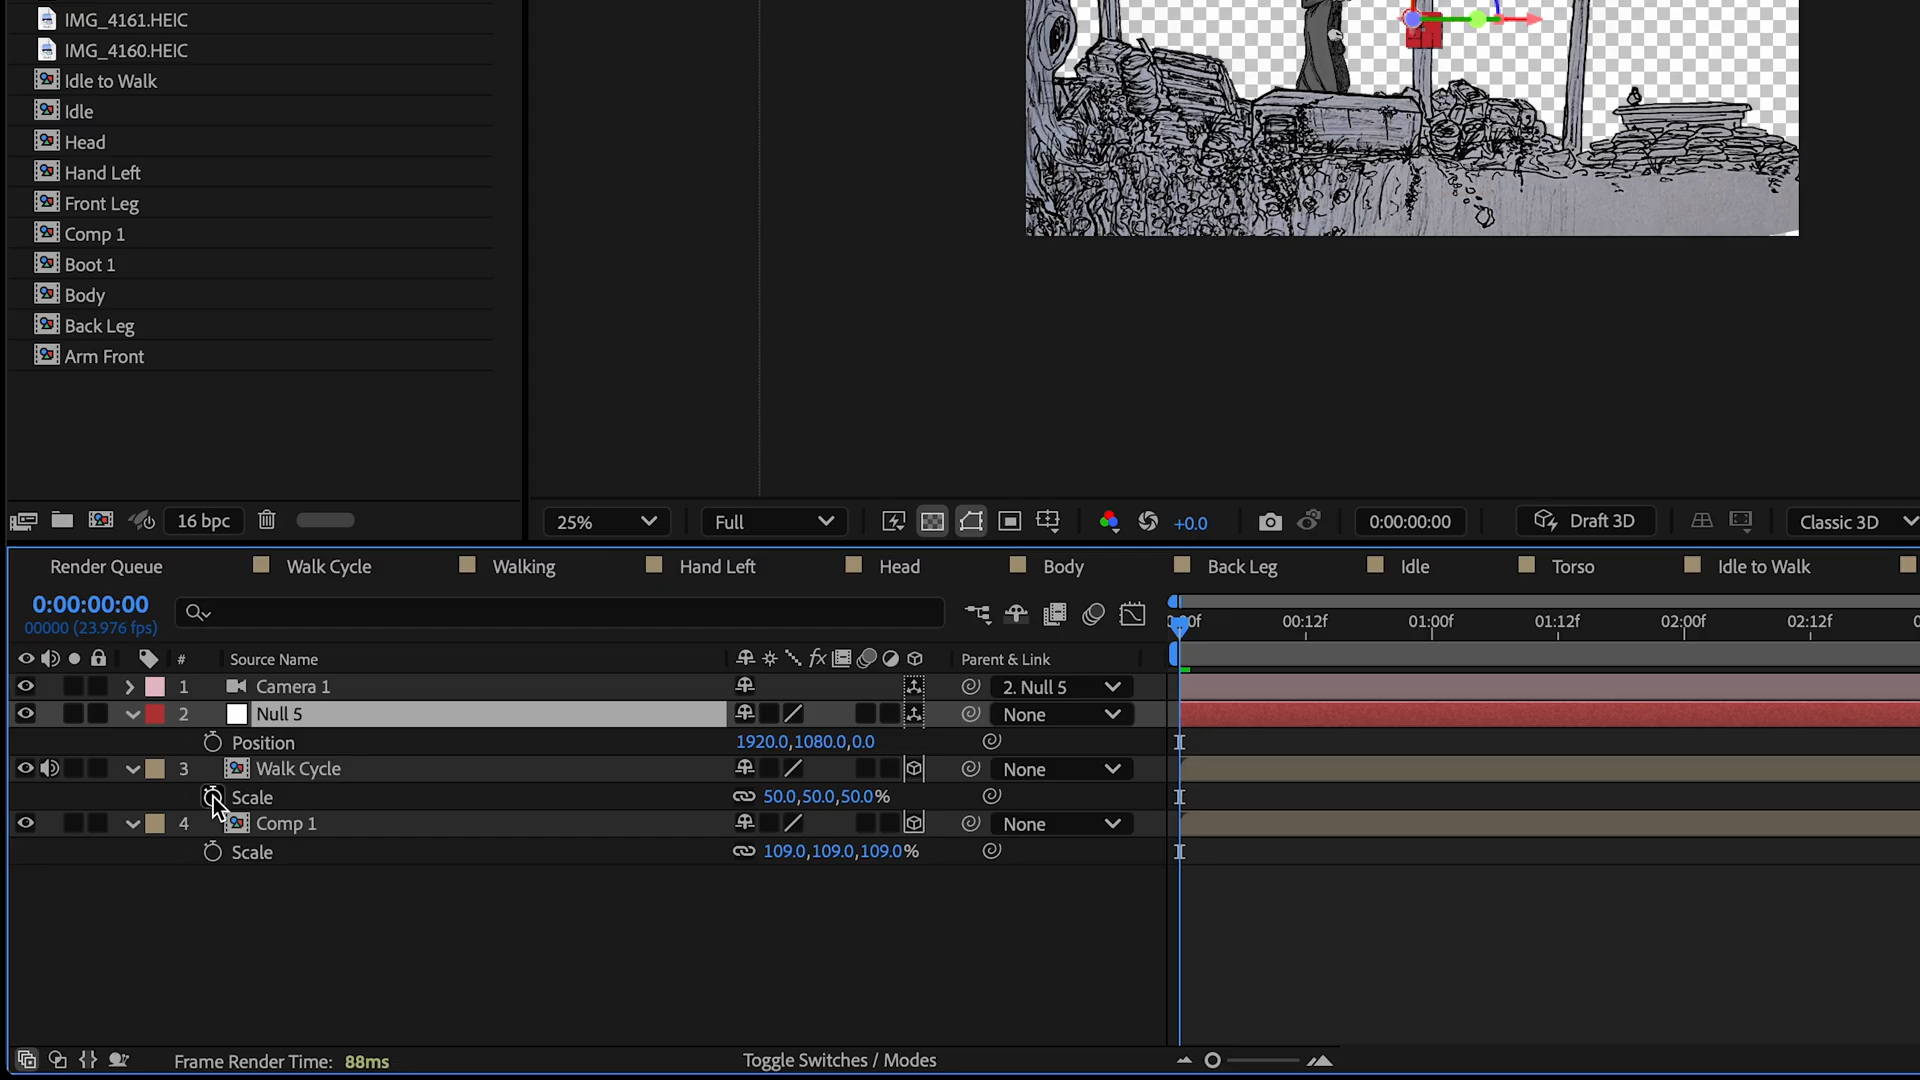 IMG_4161.HEIC
IMG_4160.HEIC
Idle to Walk
Idle
Head
Hand Left
Front Leg
Comp 1
Boot 1
Body
Back Leg
Arm Front
16 bpc
25%
Full
+0.0
0:00:00:00
Draft 3D
Classic 3D
Render Queue
Walk Cycle
Walking
Hand Left
Head
Body
Back Leg
Idle
Torso
Idle to Walk
0:00:00:00
00000 (23.976 fps)
00:12f
01:00f
01:12f
02:00f
02:12f
#
Source Name
fx
Parent & Link
1
Camera 1
2. Null 5
2
Null 5
None
Position
1920.0,1080.0,0.0
3
Walk Cycle
None
Scale
50.0,50.0,50.0%
4
Comp 1
None
Scale
109.0,109.0,109.0%
Frame Render Time: 88ms
Toggle Switches / Modes